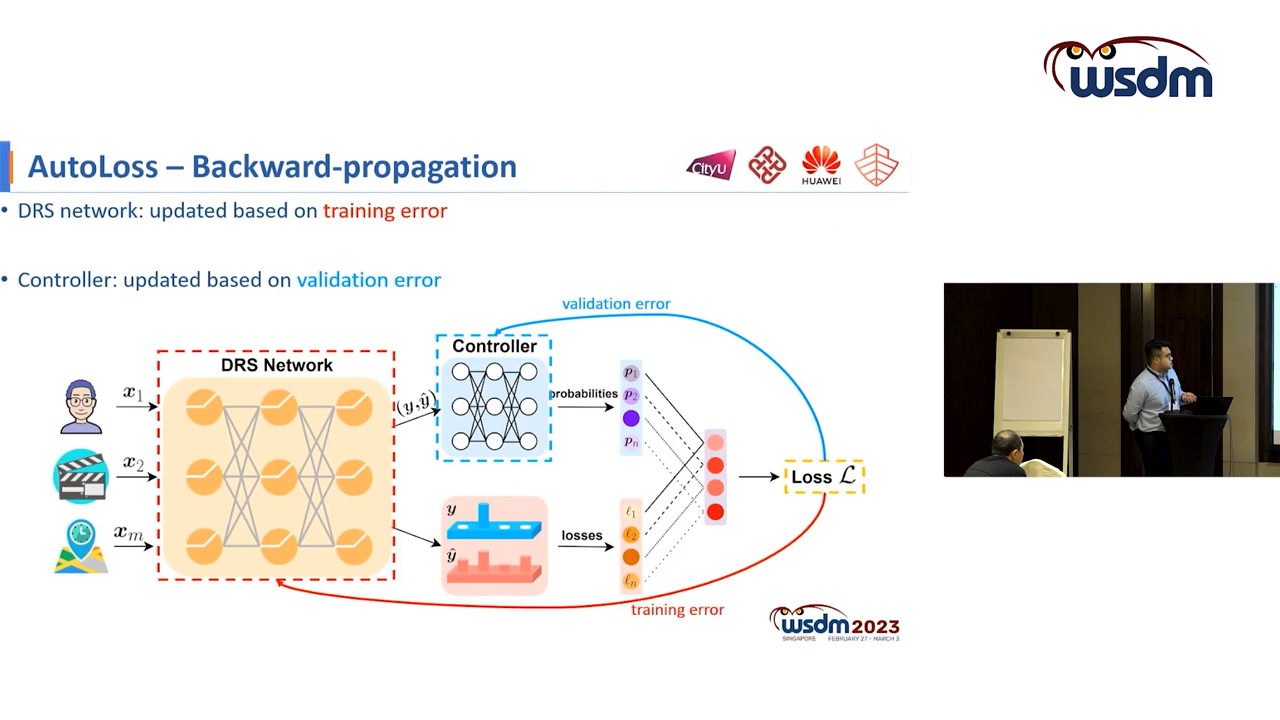 wsdm
AutoLoss – Backward-propagation
CityU
HUAWEI
• DRS network: updated based on training error
• Controller: updated based on validation error
validation error
Controller
DRS Network
x1
x2
xm
(y,ŷ)
probabilities
p1
p2
pn
y
ŷ
losses
ℓ1
ℓ2
ℓn
Loss ℒ
training error
wsdm2023
SINGAPORE FEBRUARY 27 - MARCH 3